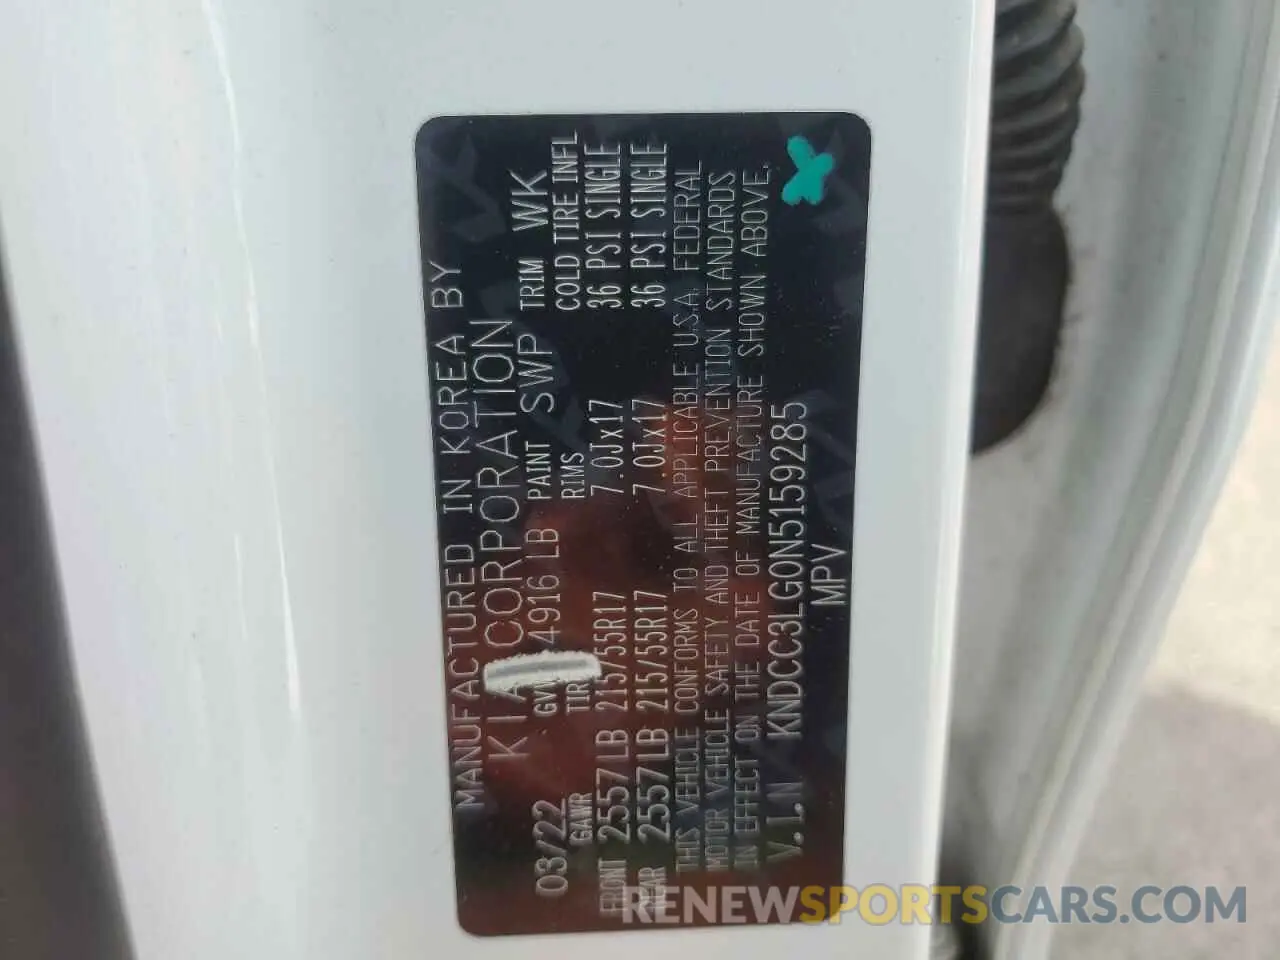 MANUFACTURED IN KOREA BY
KIA CORPORATION
03/22 4916 LB PAINT SWP TRIM WK
GAWR RIMS COLD TIRE INFL
FRONT 2557LB 215/55R17 7.0Jx17 36 PSI SINGLE
REAR 2557LB 215/55R17 7.0Jx17 36 PSI SINGLE
THIS VEHICLE CONFORMS TO ALL APPLICABLE U.S.A. FEDERAL
MOTOR VEHICLE SAFETY AND THEFT PREVENTION STANDARDS
IN EFFECT ON THE DATE OF MANUFACTURE SHOWN ABOVE.
V.I.N KNDCC3LG0N5159285
MPV
RENEWSPORTSCARS.COM